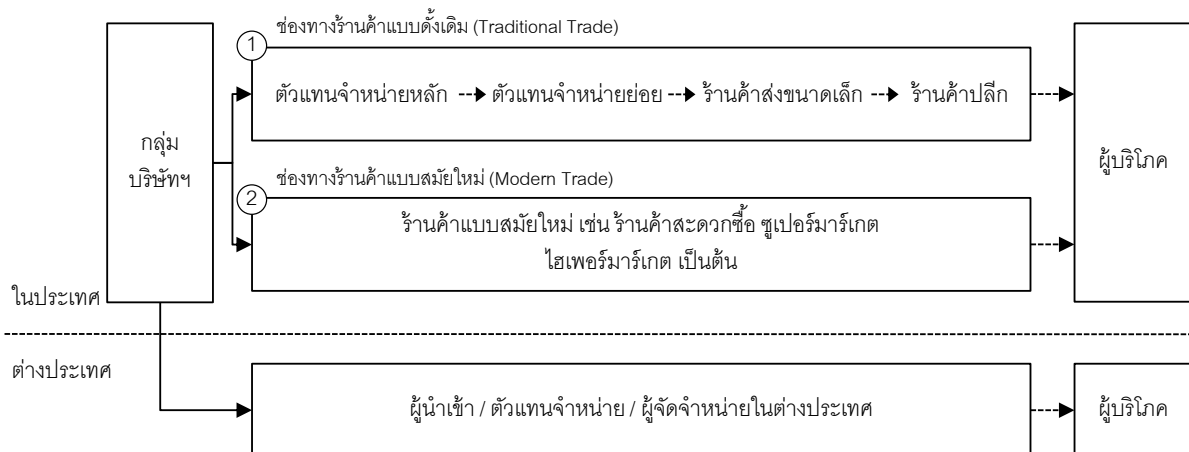 ช่องทางร้านค้าแบบดั้งเดิม (Traditional Trade)
1
ตัวแทนจำหน่ายหลัก
ตัวแทนจำหน่ายย่อย
ร้านค้าส่งขนาดเล็ก
ร้านค้าปลีก
กลุ่ม
บริษัทฯ
ผู้บริโภค
ช่องทางร้านค้าแบบสมัยใหม่ (Modern Trade)
2
ร้านค้าแบบสมัยใหม่ เช่น ร้านค้าสะดวกซื้อ ซูเปอร์มาร์เกต
ไฮเพอร์มาร์เกต เป็นต้น
ในประเทศ
ต่างประเทศ
ผู้นำเข้า / ตัวแทนจำหน่าย / ผู้จัดจำหน่ายในต่างประเทศ
ผู้บริโภค